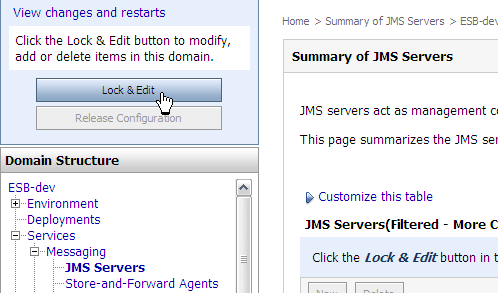 View changes and restarts
Click the Lock & Edit button to modify,
add or delete items in this domain.
Lock & Edit
Release Configuration
Domain Structure
ESB-dev
Environment
Deployments
Services
Messaging
JMS Servers
Store-and-Forward Agents
Home > Summary of JMS Servers > ESB-dev
Summary of JMS Servers
JMS servers act as management c
This page summarizes the JMS ser
Customize this table
JMS Servers(Filtered - More C
Click the Lock & Edit button in t
New Delete